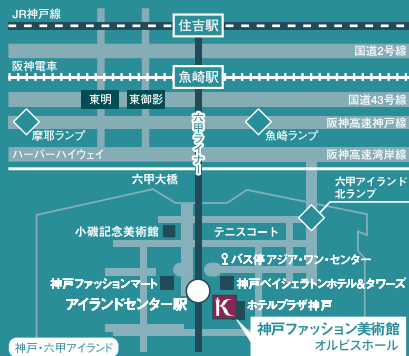 JR神戸線
住吉駅
国道2号線
阪神電車
魚崎駅
東明
東御影
国道43号線
六甲ライナー
阪神高速神戸線
摩耶ランプ
魚崎ランプ
ハーバーハイウェイ
阪神高速湾岸線
六甲大橋
六甲アイランド
北ランプ
小磯記念美術館
テニスコート
バス停 アジア・ワン・センター
神戸ファッションマート
神戸ベイシェラトンホテル&タワーズ
アイランドセンター駅
K
ホテルプラザ神戸
神戸ファッション美術館
オルビスホール
神戸・六甲アイランド